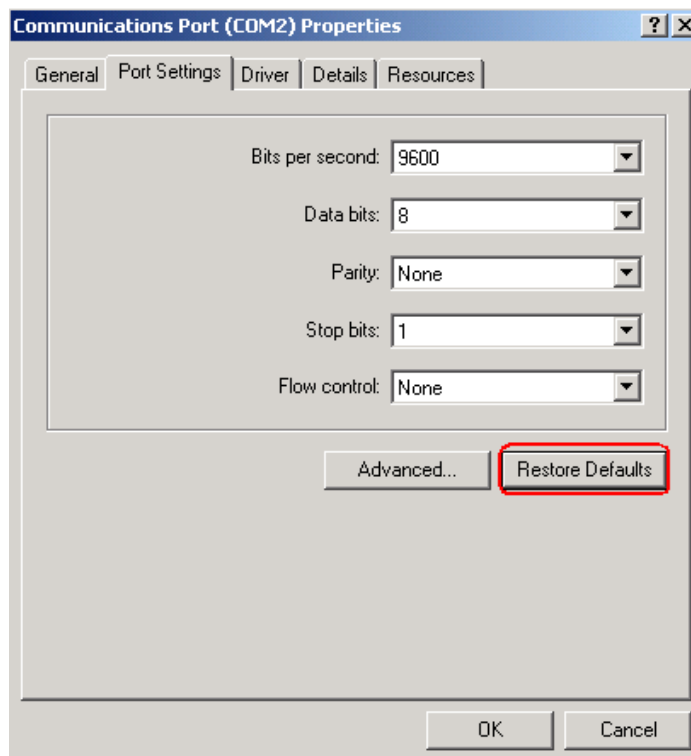 Communications Port (COM2) Properties
General Port Settings Driver Details Resources
Bits per second: 9600
Data bits: 8
Parity: None
Stop bits: 1
Flow control: None
Advanced... Restore Defaults
OK Cancel